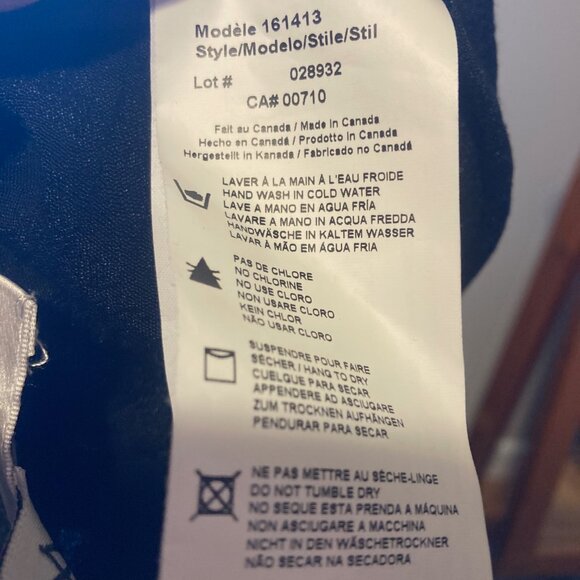 Modèle 161413
Style/Modelo/Stile/Stil
Lot # 028932
CA# 00710
Fait au Canada / Made in Canada
Hecho en Canadá / Prodotto in Canada
Hergestellt in Kanada / Fabricado no Canadá
LAVER À LA MAIN À L'EAU FROIDE
HAND WASH IN COLD WATER
LAVE A MANO EN AGUA FRÍA
LAVARE A MANO IN ACQUA FREDDA
HANDWÄSCHE IN KALTEM WASSER
LAVAR À MÃO EM ÁGUA FRIA
PAS DE CHLORE
NO CHLORINE
NO USE CLORO
NON USARE CLORO
KEIN CHLOR
NÃO USAR CLORO
SUSPENDRE POUR FAIRE
SÉCHER / HANG TO DRY
CUELGUE PARA SECAR
APPENDERE AD ASCIUGARE
ZUM TROCKNEN AUFHÄNGEN
PENDURAR PARA SECAR
NE PAS METTRE AU SÈCHE-LINGE
DO NOT TUMBLE DRY
NO SEQUE ESTA PRENDA A MÁQUINA
NON ASCIUGARE A MACCHINA
NICHT IN DEN WÄSCHETROCKNER
NÃO SECAR NA SECADORA